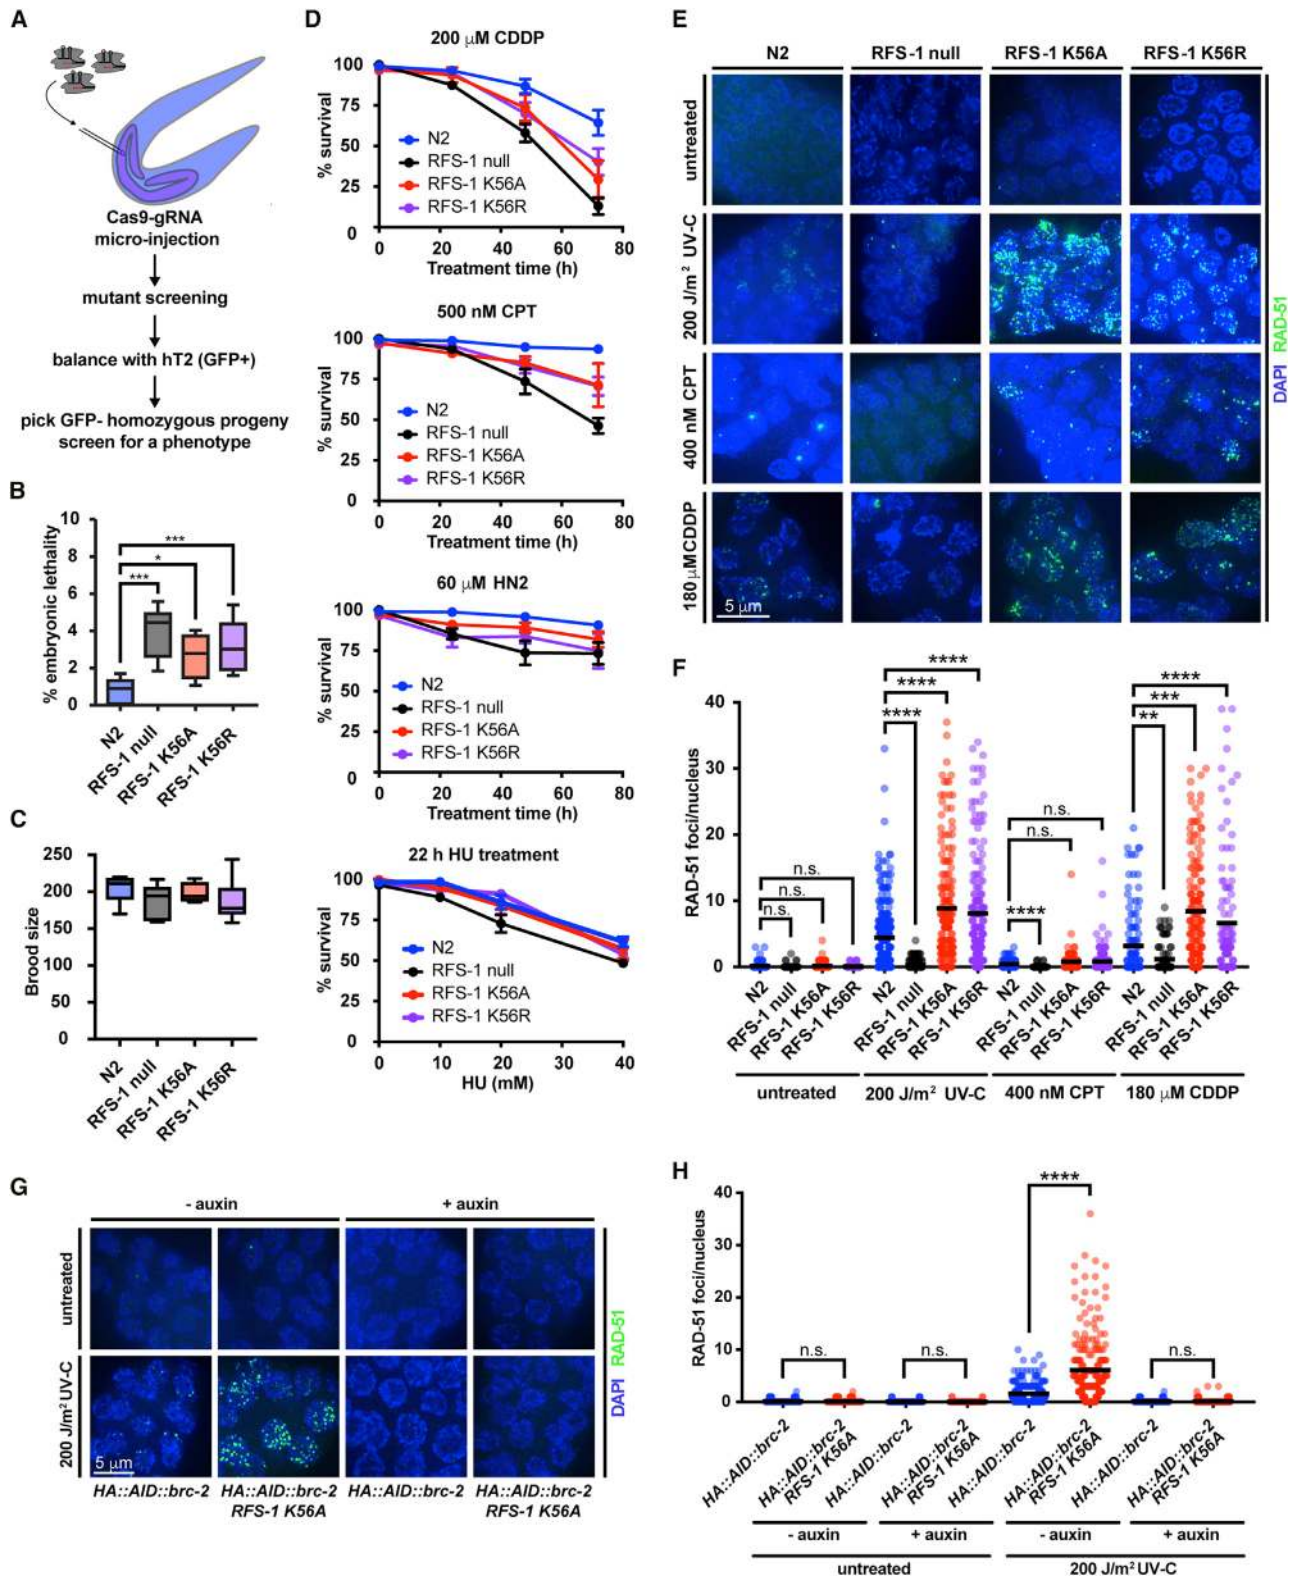 A
Cas9-gRNA
micro-injection
mutant screening
balance with hT2 (GFP+)
pick GFP- homozygous progeny
screen for a phenotype
B
% embryonic lethality
10
8
6
4
2
0
***
*
***
N2
RFS-1 null
RFS-1 K56A
RFS-1 K56R
C
Brood size
250
200
150
100
50
0
N2
RFS-1 null
RFS-1 K56A
RFS-1 K56R
D
200 μM CDDP
% survival
100
75
50
25
0
N2
RFS-1 null
RFS-1 K56A
RFS-1 K56R
0 20 40 60 80
Treatment time (h)
500 nM CPT
% survival
100
75
50
25
0
N2
RFS-1 null
RFS-1 K56A
RFS-1 K56R
0 20 40 60 80
Treatment time (h)
60 μM HN2
% survival
100
75
50
25
0
N2
RFS-1 null
RFS-1 K56A
RFS-1 K56R
0 20 40 60 80
Treatment time (h)
22 h HU treatment
% survival
100
75
50
25
0
N2
RFS-1 null
RFS-1 K56A
RFS-1 K56R
0 10 20 30 40
HU (mM)
E
N2 RFS-1 null RFS-1 K56A RFS-1 K56R
untreated
200 J/m² UV-C
400 nM CPT
180 μM CDDP
5 μm
DAPI RAD-51
F
RAD-51 foci/nucleus
40
30
20
10
0
n.s.
n.s.
n.s.
****
****
****
n.s.
n.s.
****
****
***
**
N2
RFS-1 null
RFS-1 K56A
RFS-1 K56R
N2
RFS-1 null
RFS-1 K56A
RFS-1 K56R
N2
RFS-1 null
RFS-1 K56A
RFS-1 K56R
N2
RFS-1 null
RFS-1 K56A
RFS-1 K56R
untreated 200 J/m² UV-C 400 nM CPT 180 μM CDDP
G
- auxin + auxin
untreated
200 J/m² UV-C
5 μm
DAPI RAD-51
HA::AID::brc-2 HA::AID::brc-2 HA::AID::brc-2 HA::AID::brc-2
RFS-1 K56A RFS-1 K56A
H
RAD-51 foci/nucleus
40
30
20
10
0
n.s.
n.s.
****
n.s.
HA::AID::brc-2
HA::AID::brc-2
RFS-1 K56A
HA::AID::brc-2
HA::AID::brc-2
RFS-1 K56A
HA::AID::brc-2
HA::AID::brc-2
RFS-1 K56A
HA::AID::brc-2
HA::AID::brc-2
RFS-1 K56A
- auxin + auxin - auxin + auxin
untreated 200 J/m² UV-C